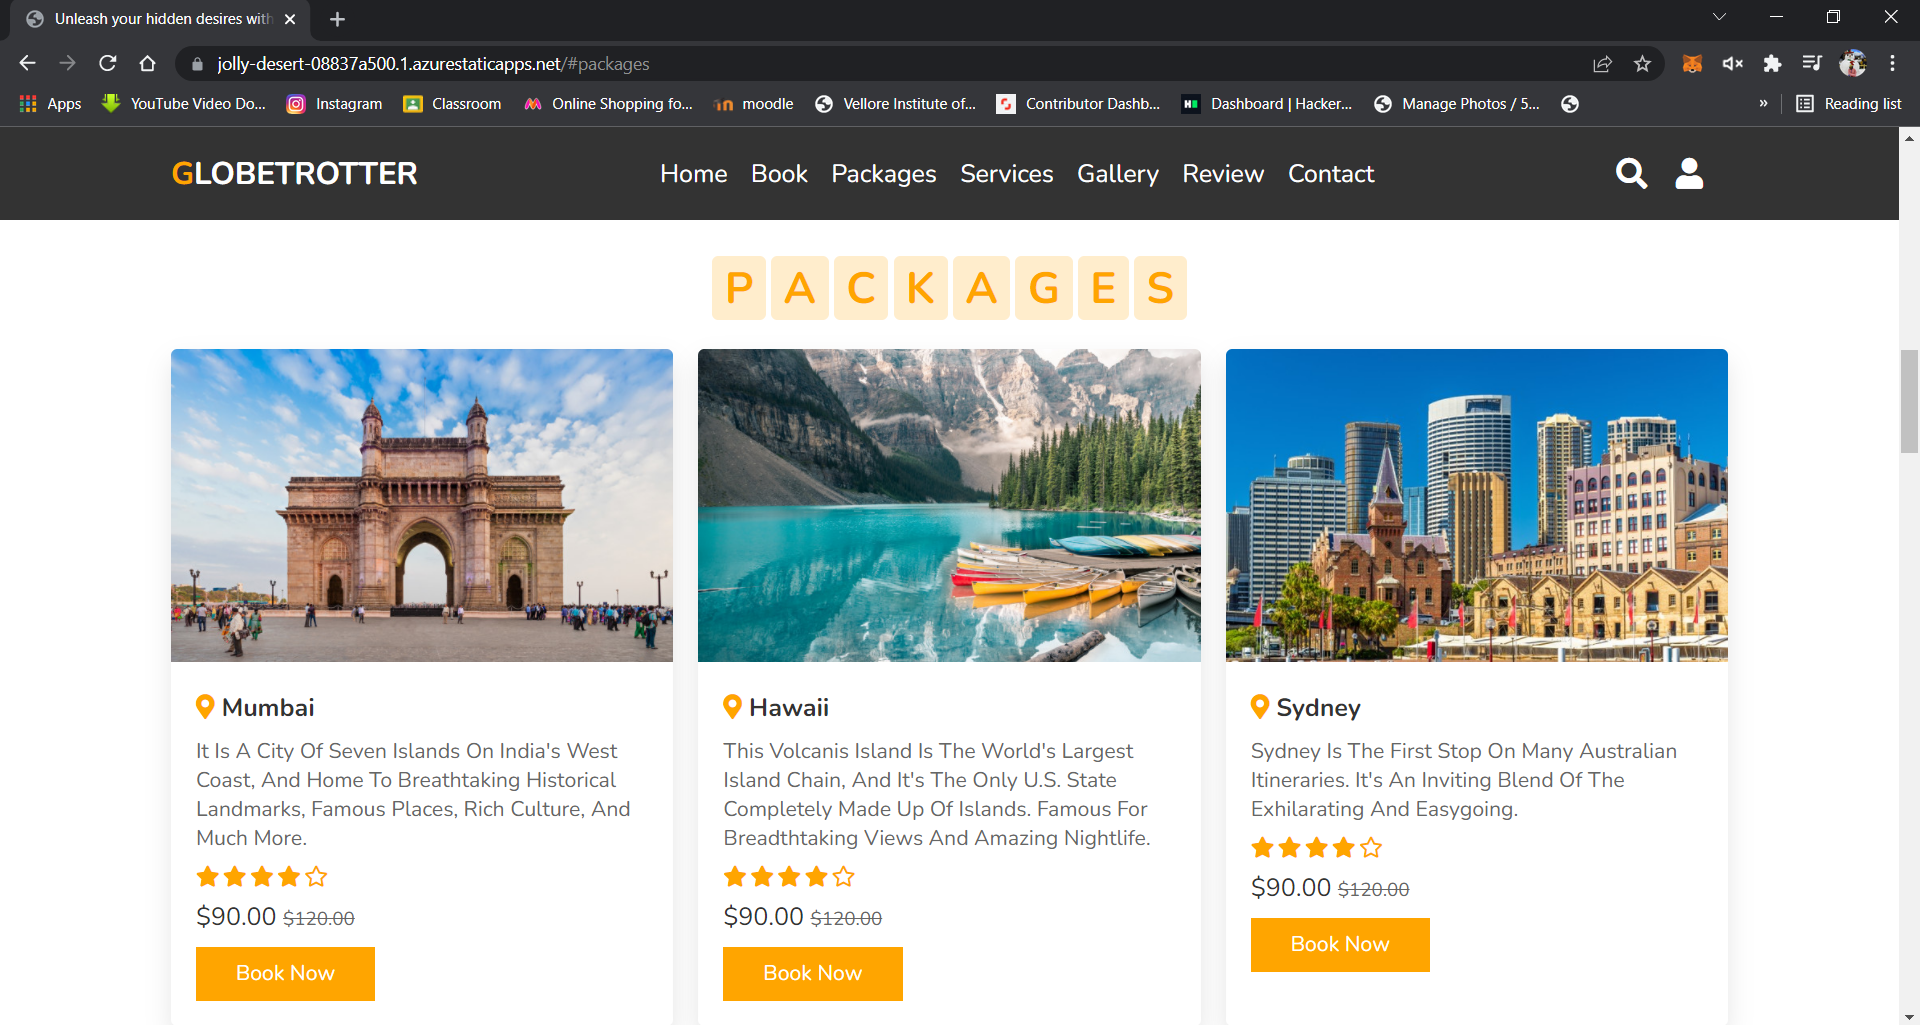 Unleash your hidden desires with
jolly-desert-08837a500.1.azurestaticapps.net/#packages
Apps YouTube Video Do... Instagram Classroom Online Shopping fo... moodle Vellore Institute of... Contributor Dashb... Dashboard | Hacker... Manage Photos / 5... » Reading list
GLOBETROTTER Home Book Packages Services Gallery Review Contact
PACKAGES
Mumbai
It Is A City Of Seven Islands On India's West
Coast, And Home To Breathtaking Historical
Landmarks, Famous Places, Rich Culture, And
Much More.
$90.00 $120.00
Book Now
Hawaii
This Volcanis Island Is The World's Largest
Island Chain, And It's The Only U.S. State
Completely Made Up Of Islands. Famous For
Breadthtaking Views And Amazing Nightlife.
$90.00 $120.00
Book Now
Sydney
Sydney Is The First Stop On Many Australian
Itineraries. It's An Inviting Blend Of The
Exhilarating And Easygoing.
$90.00 $120.00
Book Now